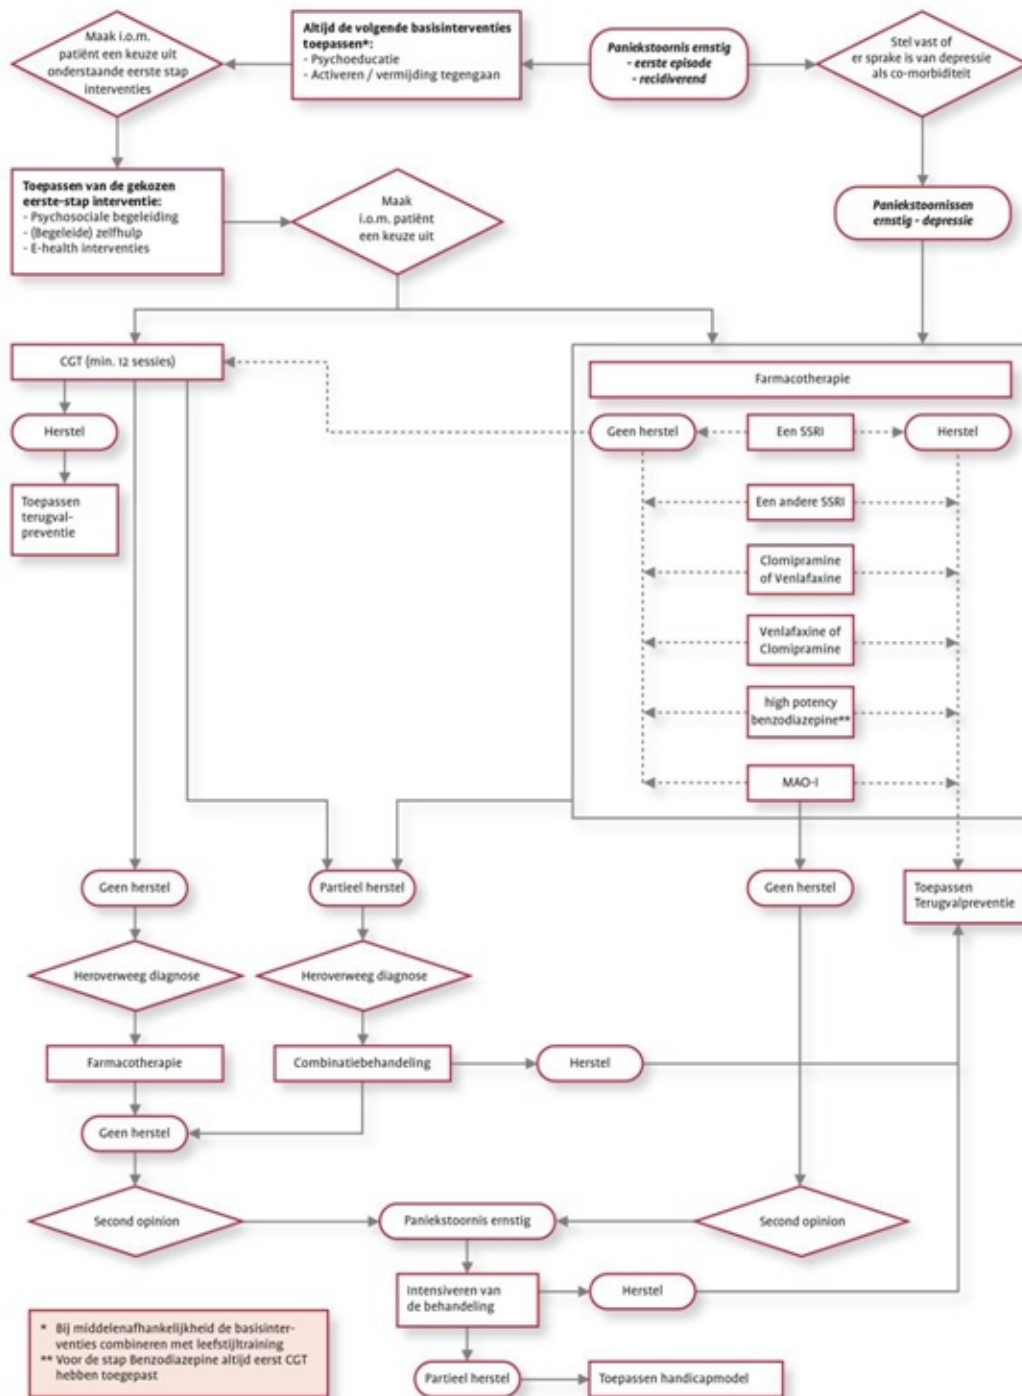 Maak i.o.m.
patiënt een keuze uit
onderstaande eerste stap
interventies
Altijd de volgende basisinterventies
toepassen*:
- Psychoeducatie
- Activeren / vermijding tegengaan
Paniekstoornis ernstig
- eerste episode
- recidiverend
Stel vast of
er sprake is van depressie
als co-morbiditeit
Toepassen van de gekozen
eerste-stap interventie:
- Psychosociale begeleiding
- (Begeleide) zelfhulp
- E-health interventies
Maak
i.o.m. patiënt
een keuze uit
Paniekstoornissen
ernstig - depressie
CGT (min. 12 sessies)
Farmacotherapie
Herstel
Geen herstel
Een SSRI
Herstel
Toepassen
terugval-
preventie
Een andere SSRI
Clomipramine
of Venlafaxine
Venlafaxine of
Clomipramine
high potency
benzodiazepine**
MAO-I
Geen herstel
Partieel herstel
Geen herstel
Toepassen
Terugvalpreventie
Heroverweeg diagnose
Heroverweeg diagnose
Farmacotherapie
Combinatiebehandeling
Herstel
Geen herstel
Second opinion
Paniekstoornis ernstig
Second opinion
Intensiveren van
de behandeling
Herstel
* Bij middelenafhankelijkheid de basisinter-
venties combineren met leefstijltraining
** Voor de stap Benzodiazepine altijd eerst CGT
hebben toegepast
Partieel herstel
Toepassen handicapmodel